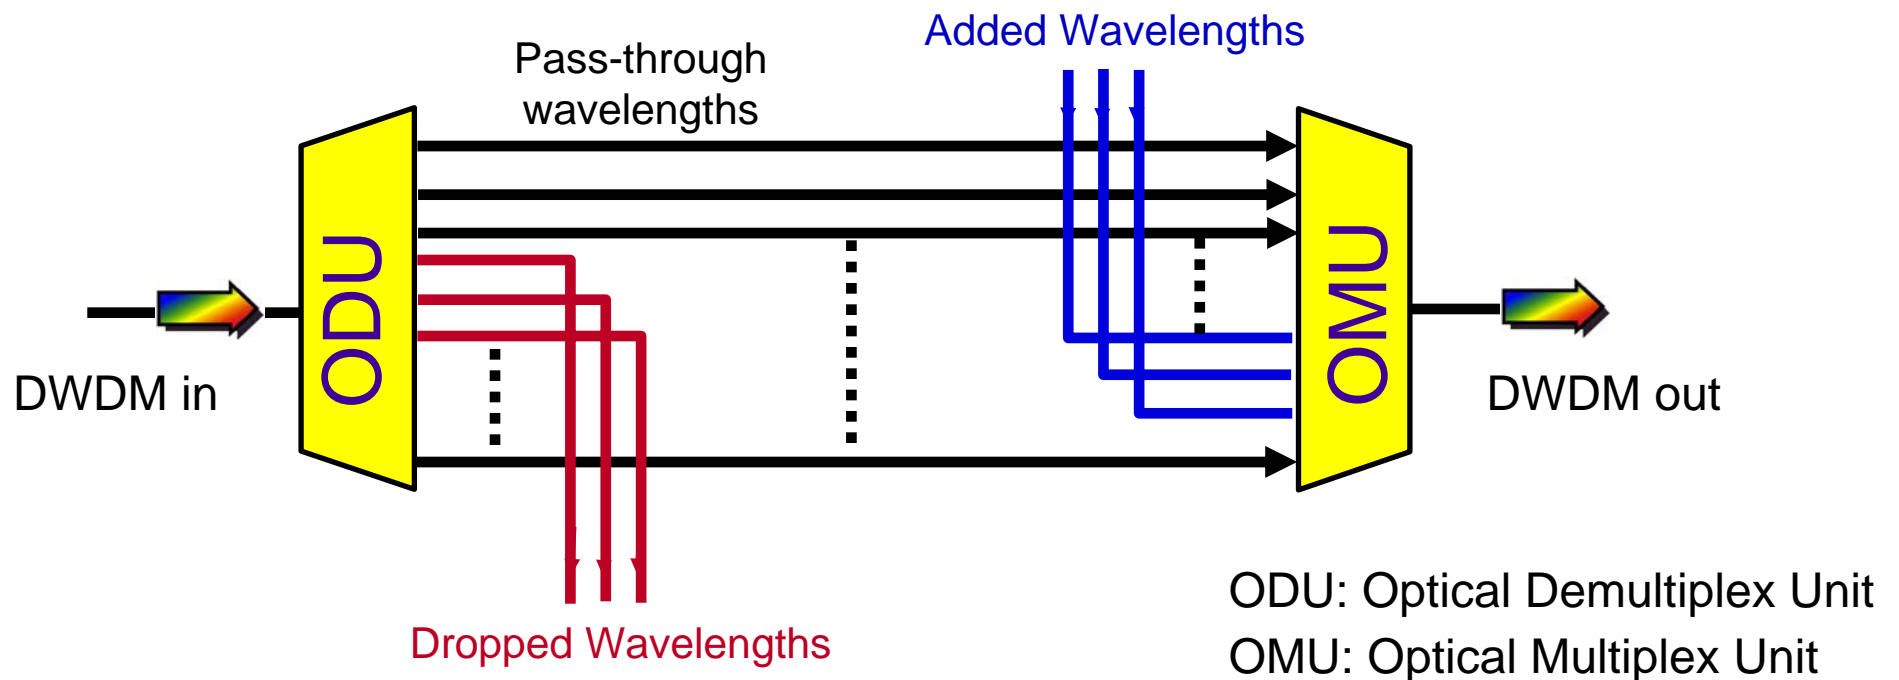 Added Wavelengths
Pass-through
wavelengths
ODU
OMU
DWDM in
DWDM out
Dropped Wavelengths
ODU: Optical Demultiplex Unit
OMU: Optical Multiplex Unit